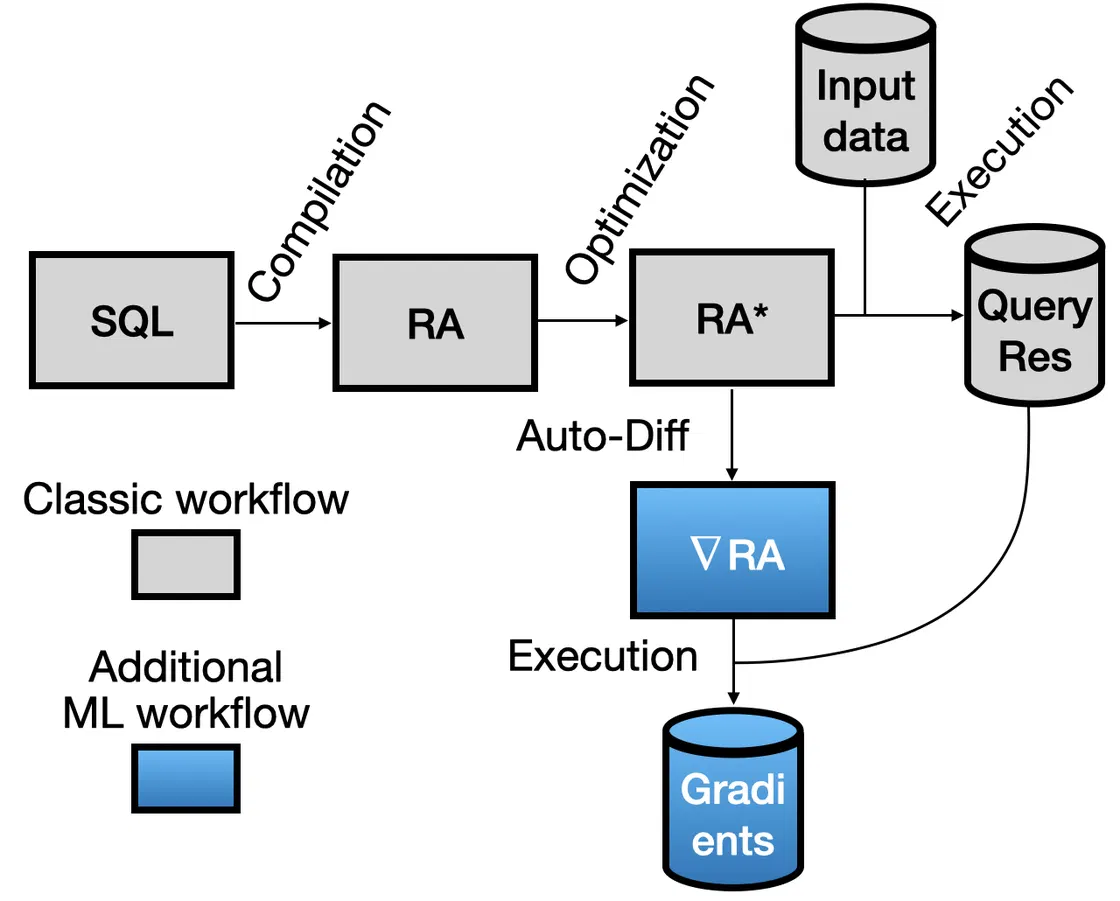 Input
data
Compilation
Optimization
Execution
SQL
RA
RA*
Query
Res
Auto-Diff
Classic workflow
∇ RA
Execution
Additional
ML workflow
Gradi
ents